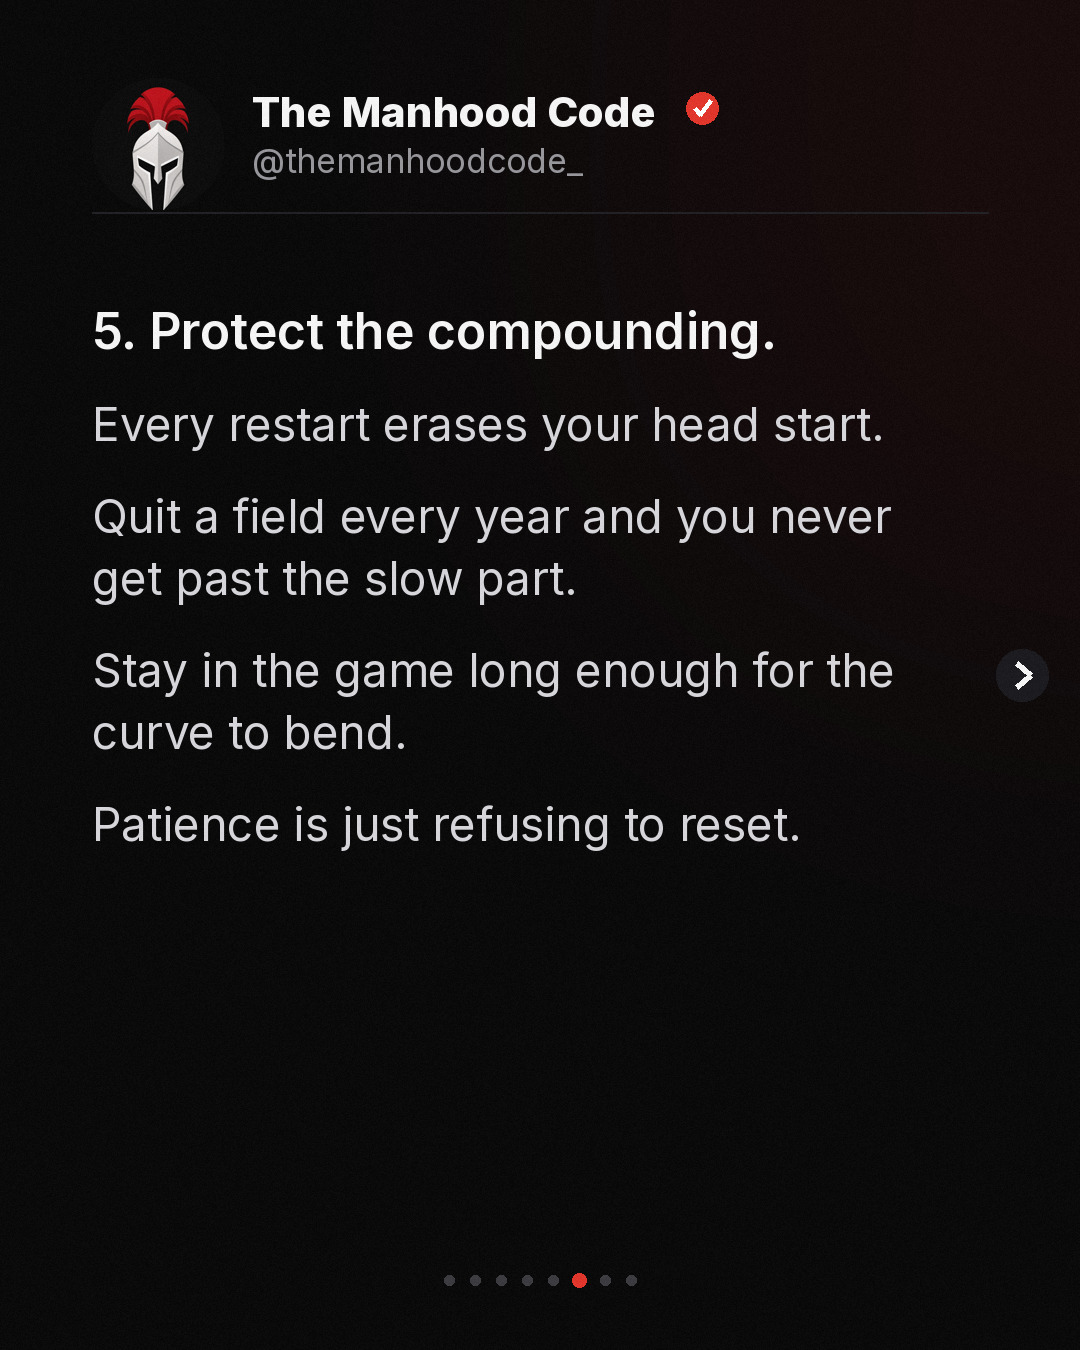 The Manhood Code
@themanhoodcode_
5. Protect the compounding.
Every restart erases your head start.
Quit a field every year and you never
get past the slow part.
Stay in the game long enough for the
curve to bend.
Patience is just refusing to reset.